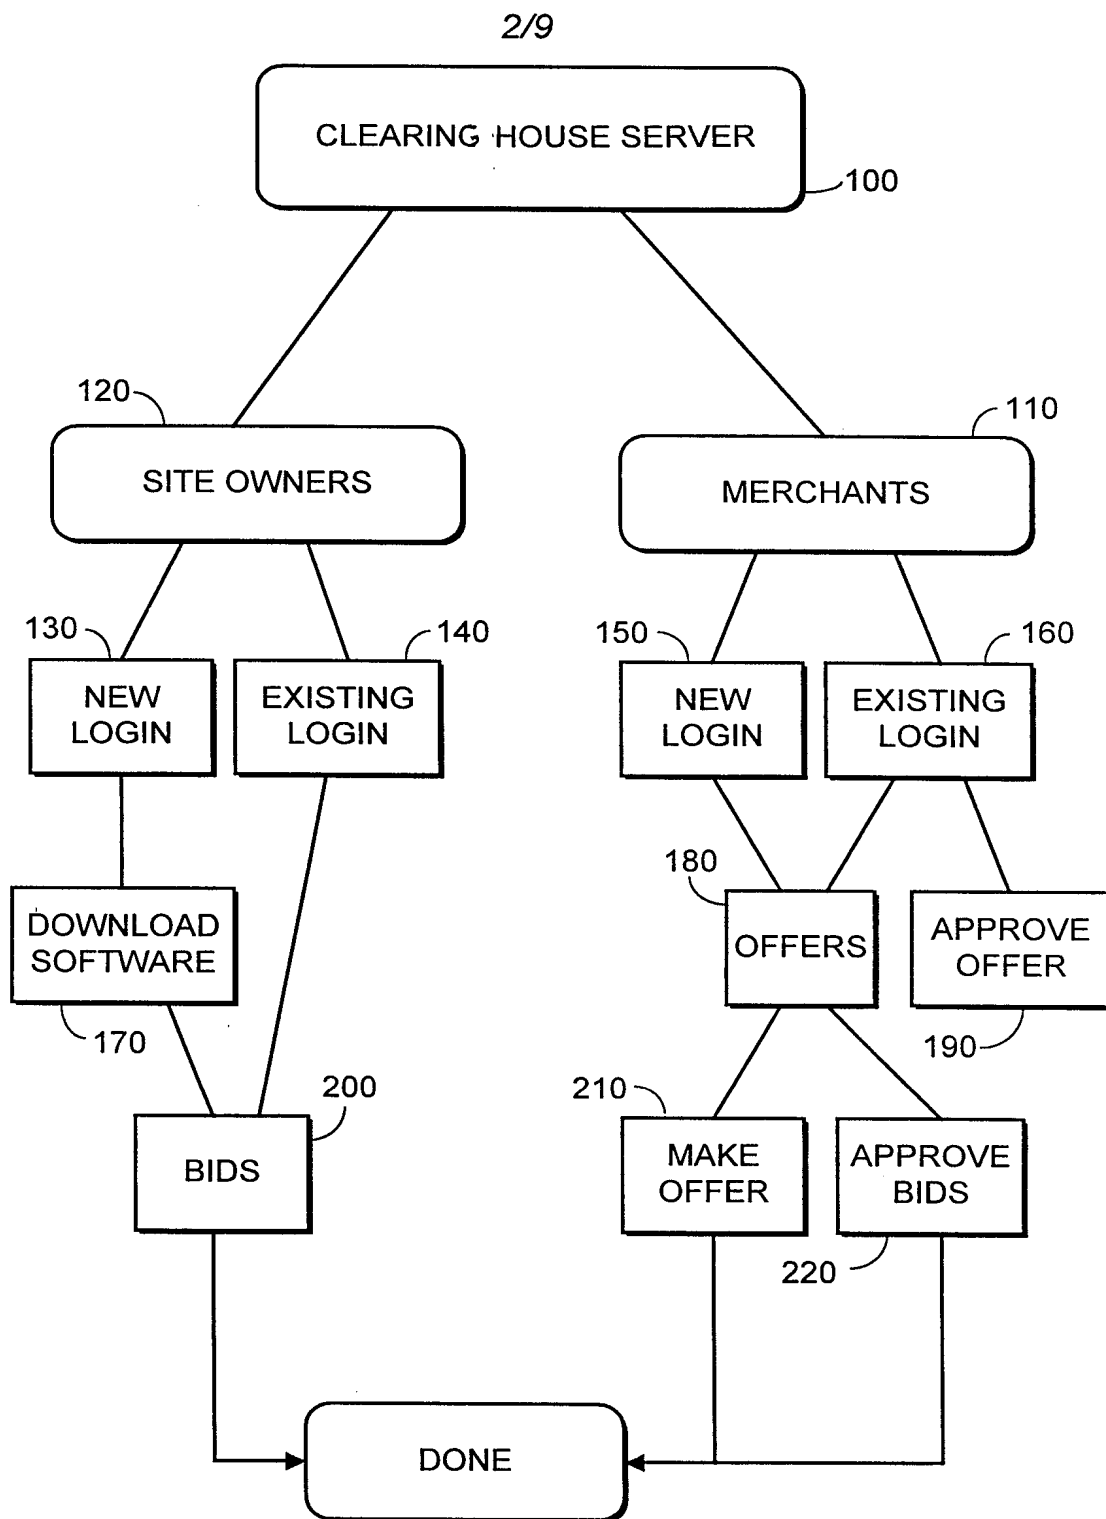 2/9
CLEARING HOUSE SERVER
100
120
SITE OWNERS
110
MERCHANTS
130
NEW
LOGIN
140
EXISTING
LOGIN
150
NEW
LOGIN
160
EXISTING
LOGIN
DOWNLOAD
SOFTWARE
170
180
OFFERS
APPROVE
OFFER
190
200
BIDS
210
MAKE
OFFER
APPROVE
BIDS
220
DONE